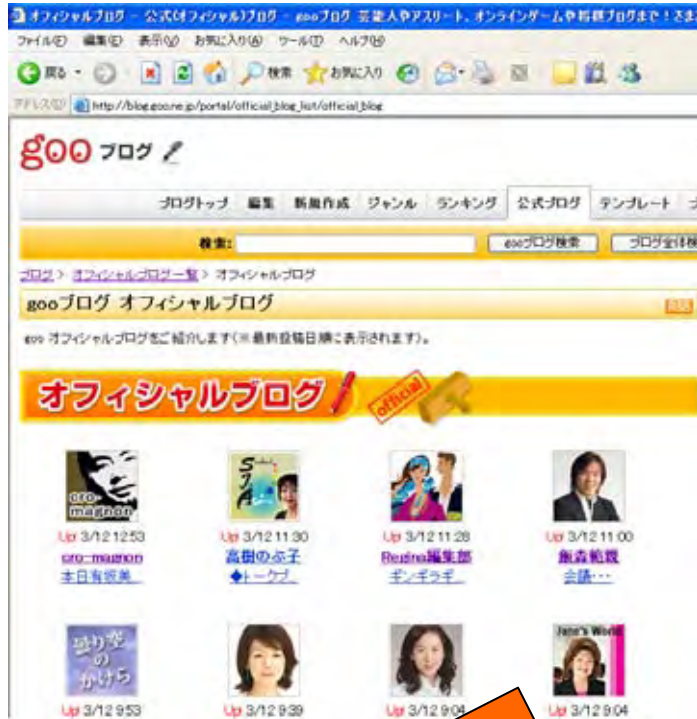 オフィシャルブログ - 公式(オフィシャル)ブログ - gooブログ 芸能人やアスリート、オンラインゲームや将棋ブログまで!
ファイル(F) 編集(E) 表示(V) お気に入り(A) ツール(T) ヘルプ(H)
戻る 検索 お気に入り
アドレス(D) http://blog.goo.ne.jp/portal/official_blog_list/official_blog
goo ブログ
ブログトップ 編集 新規作成 ジャンル ランキング 公式ブログ テンプレート
検索: gooブログ検索 ブログ全体検
ブログ > オフィシャルブログ一覧 > オフィシャルブログ
gooブログ オフィシャルブログ
goo オフィシャルブログをご紹介します(※最新投稿日順に表示されます)。
オフィシャルブログ official
cro magnon
SIA
Up 3/12 12:53 Up 3/12 11:30 Up 3/12 11:28 Up 3/12 11:00
cro-magnon 高樹のぶ子 Regina編集部 飯森範親
本日有坂美... ◆トークブ... ギンギラギ... 会議・・・
曇り空のかけら
Jane's World
Up 3/12 9:53 Up 3/12 9:39 Up 3/12 9:04 Up 3/12 9:04